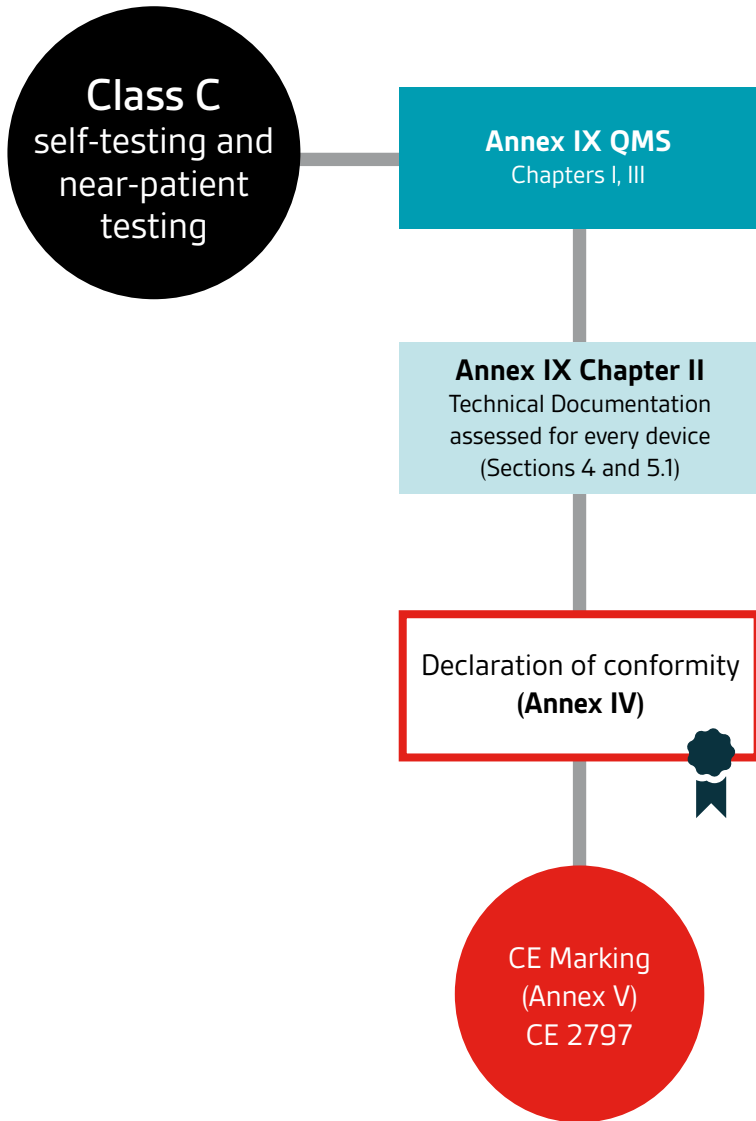 Class C
self-testing and
near-patient
testing
Annex IX QMS
Chapters I, III
Annex IX Chapter II
Technical Documentation
assessed for every device
(Sections 4 and 5.1)
Declaration of conformity
(Annex IV)
CE Marking
(Annex V)
CE 2797